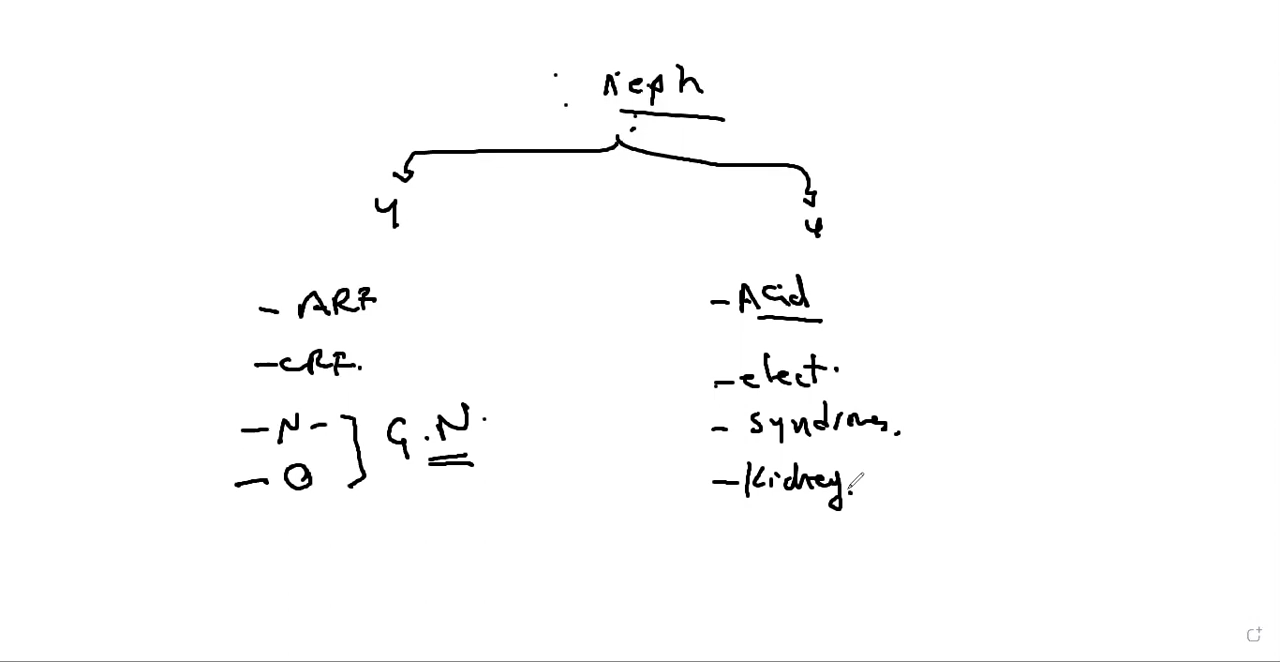 Neph
4
4
- ARF
- CRF.
- N -
- O
} G.N.
- Acid
- elect.
- Syndromes.
- Kidney.